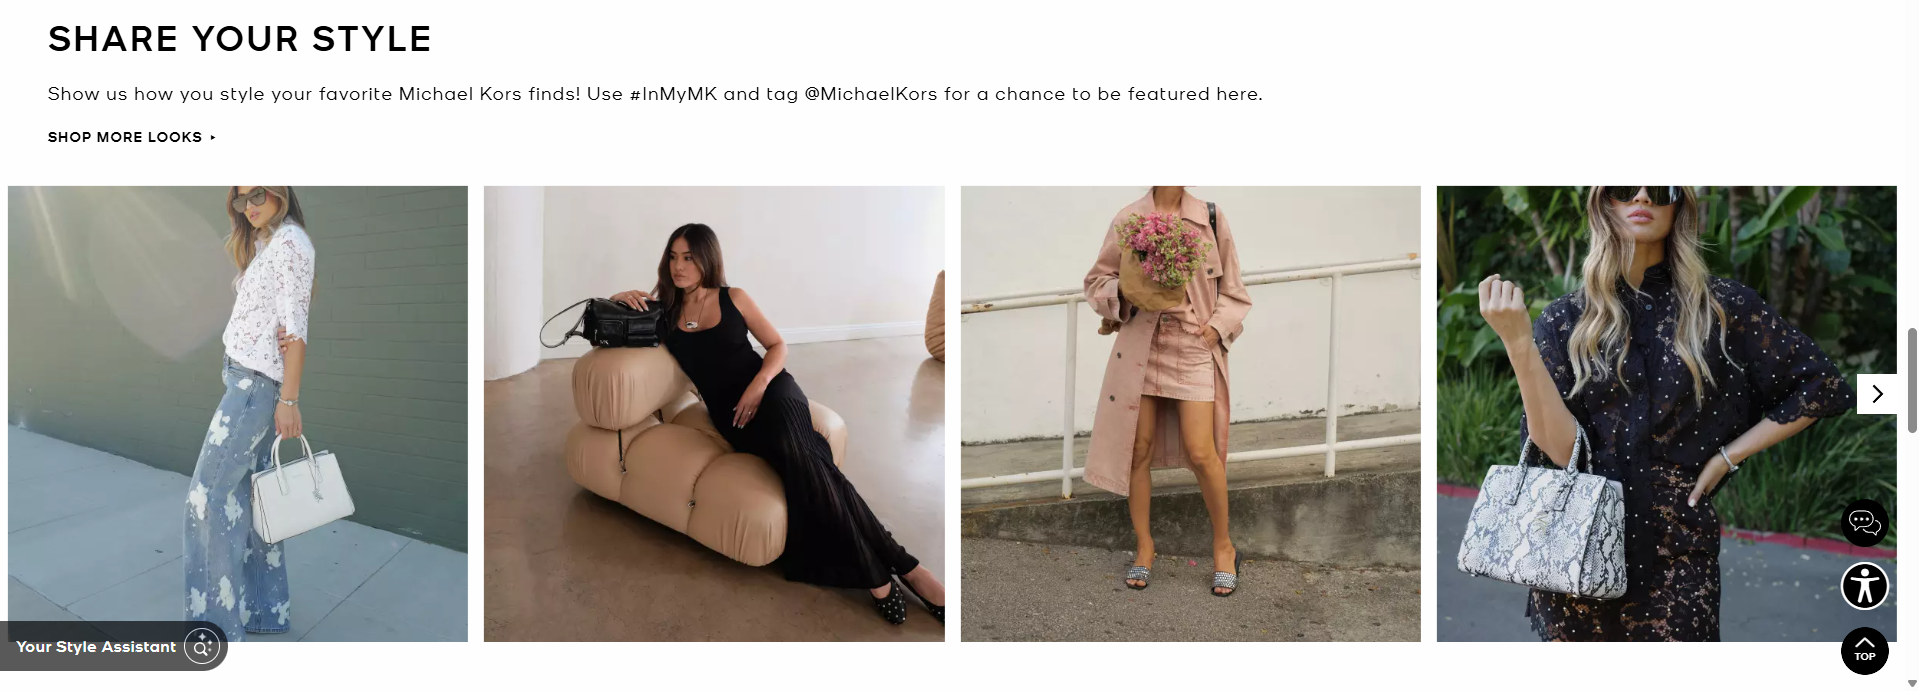 SHARE YOUR STYLE
Show us how you style your favorite Michael Kors finds! Use #InMyMK and tag @MichaelKors for a chance to be featured here.
SHOP MORE LOOKS
Your Style Assistant
TOP